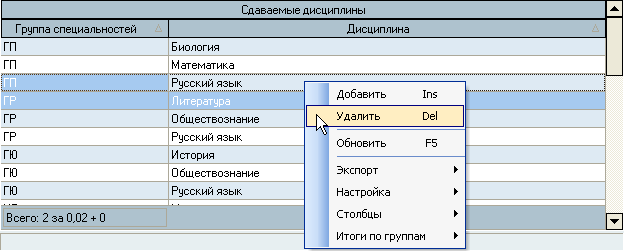 Сдаваемые дисциплины
Группа специальностей Дисциплина
ГП Биология
ГП Математика
ГП Русский язык
ГР Литература
ГР Обществознание
ГР Русский язык
ГЮ История
ГЮ Обществознание
ГЮ Русский язык
Всего: 2 за 0,02 + 0
Добавить Ins
Удалить Del
Обновить F5
Экспорт
Настройка
Столбцы
Итоги по группам